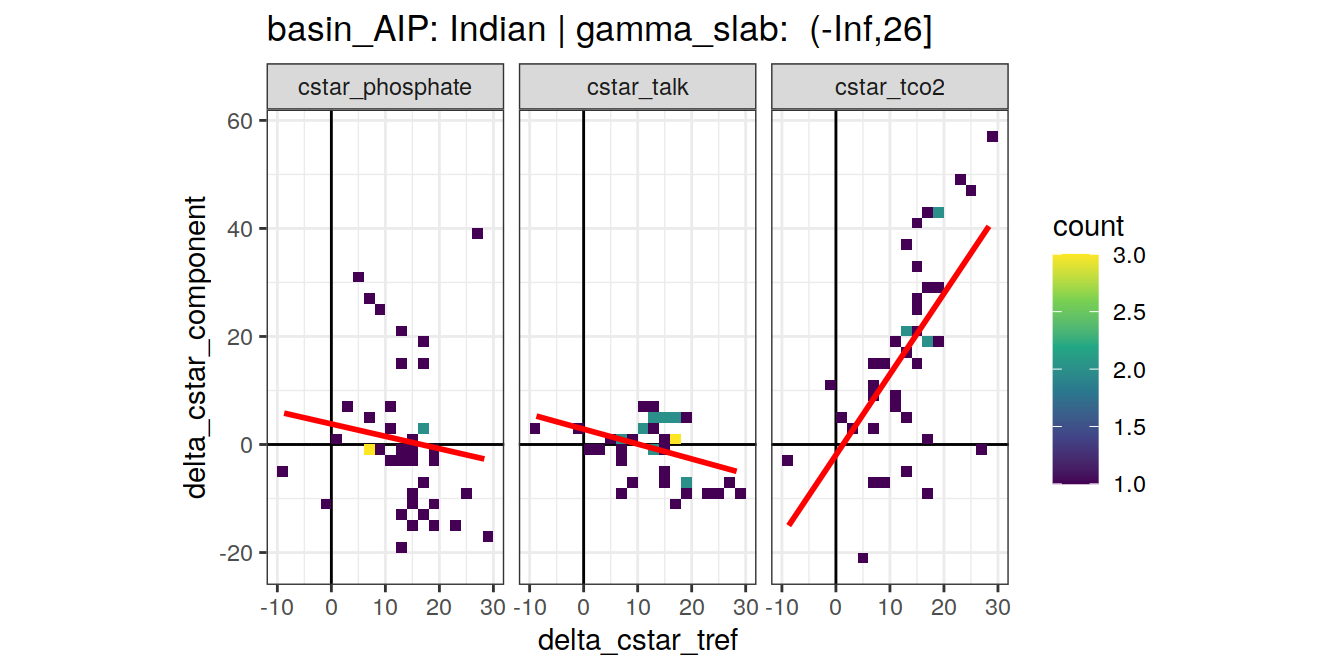 basin_AIP: Indian | gamma_slab:  (-Inf,26]
cstar_phosphate
cstar_talk
cstar_tco2
delta_cstar_component
60
40
20
0
-20
-10 0 10 20 30
-10 0 10 20 30
-10 0 10 20 30
delta_cstar_tref
count
3.0
2.5
2.0
1.5
1.0